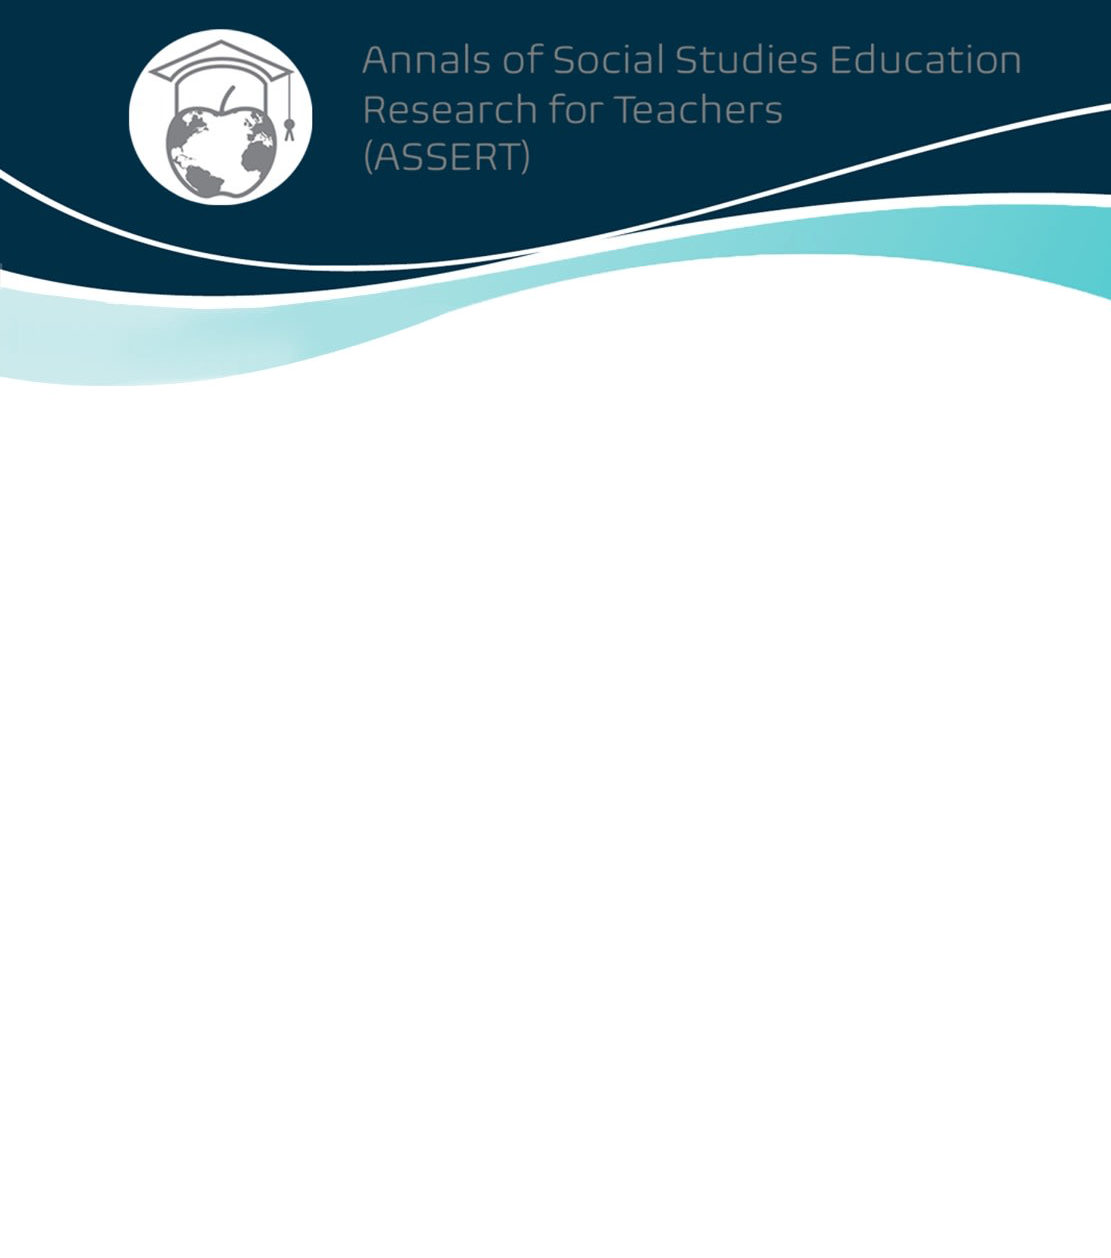 Annals of Social Studies Education
Research for Teachers
(ASSERT)